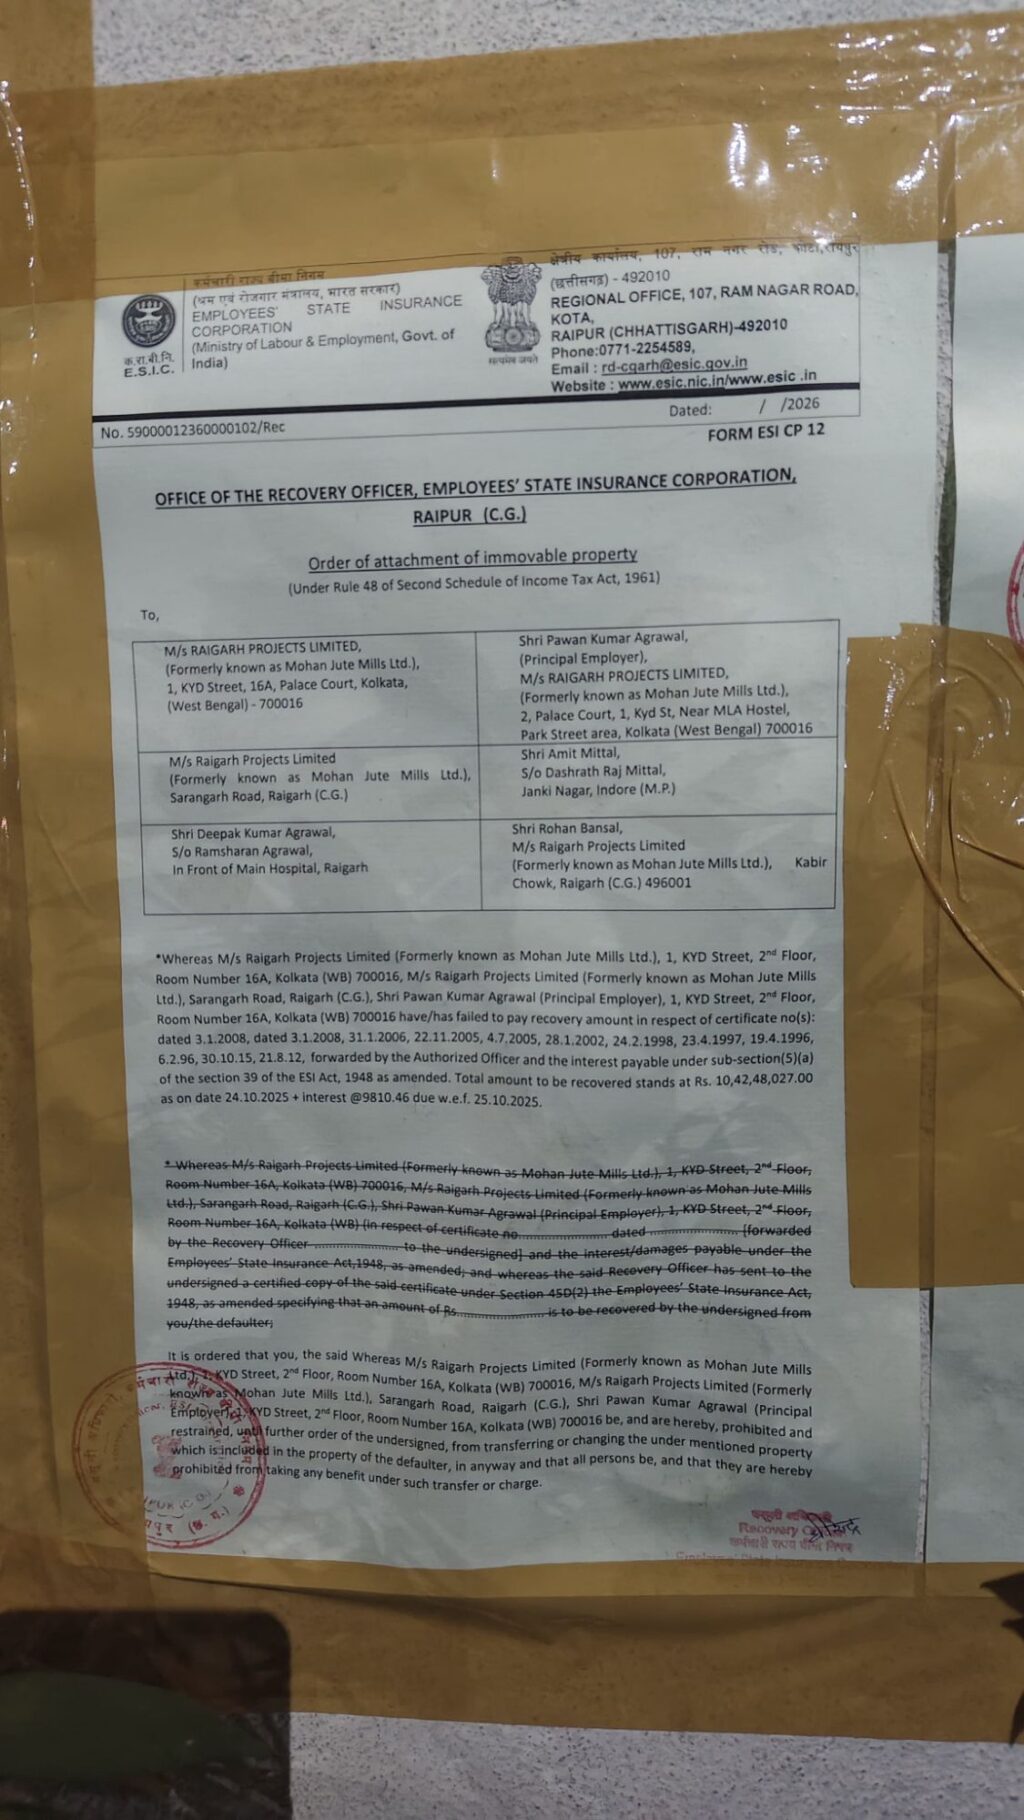 कर्मचारी राज्य बीमा निगम
(श्रम एवं रोजगार मंत्रालय, भारत सरकार)
EMPLOYEES' STATE INSURANCE
CORPORATION
(Ministry of Labour & Employment, Govt. of
India)
क.रा.बी.नि.
E.S.I.C.
सत्यमेव जयते
क्षेत्रीय कार्यालय, 107, राम नगर रोड, कोटा, रायपुर
(छत्तीसगढ़) - 492010
REGIONAL OFFICE, 107, RAM NAGAR ROAD,
KOTA,
RAIPUR (CHHATTISGARH)-492010
Phone:0771-2254589,
Email : rd-cgarh@esic.gov.in
Website : www.esic.nic.in/www.esic .in
No. 59000012360000102/Rec
Dated: / /2026
FORM ESI CP 12
OFFICE OF THE RECOVERY OFFICER, EMPLOYEES' STATE INSURANCE CORPORATION,
RAIPUR (C.G.)
Order of attachment of immovable property
(Under Rule 48 of Second Schedule of Income Tax Act, 1961)
To,
M/s RAIGARH PROJECTS LIMITED,
(Formerly known as Mohan Jute Mills Ltd.),
1, KYD Street, 16A, Palace Court, Kolkata,
(West Bengal) - 700016
Shri Pawan Kumar Agrawal,
(Principal Employer),
M/s RAIGARH PROJECTS LIMITED,
(Formerly known as Mohan Jute Mills Ltd.),
2, Palace Court, 1, Kyd St, Near MLA Hostel,
Park Street area, Kolkata (West Bengal) 700016
M/s Raigarh Projects Limited
(Formerly known as Mohan Jute Mills Ltd.),
Sarangarh Road, Raigarh (C.G.)
Shri Amit Mittal,
S/o Dashrath Raj Mittal,
Janki Nagar, Indore (M.P.)
Shri Deepak Kumar Agrawal,
S/o Ramsharan Agrawal,
In Front of Main Hospital, Raigarh
Shri Rohan Bansal,
M/s Raigarh Projects Limited
(Formerly known as Mohan Jute Mills Ltd.), Kabir
Chowk, Raigarh (C.G.) 496001
*Whereas M/s Raigarh Projects Limited (Formerly known as Mohan Jute Mills Ltd.), 1, KYD Street, 2nd Floor,
Room Number 16A, Kolkata (WB) 700016, M/s Raigarh Projects Limited (Formerly known as Mohan Jute Mills
Ltd.), Sarangarh Road, Raigarh (C.G.), Shri Pawan Kumar Agrawal (Principal Employer), 1, KYD Street, 2nd Floor,
Room Number 16A, Kolkata (WB) 700016 have/has failed to pay recovery amount in respect of certificate no(s):
dated 3.1.2008, dated 3.1.2008, 31.1.2006, 22.11.2005, 4.7.2005, 28.1.2002, 24.2.1998, 23.4.1997, 19.4.1996,
6.2.96, 30.10.15, 21.8.12, forwarded by the Authorized Officer and the interest payable under sub-section(5)(a)
of the section 39 of the ESI Act, 1948 as amended. Total amount to be recovered stands at Rs. 10,42,48,027.00
as on date 24.10.2025 + interest @9810.46 due w.e.f. 25.10.2025.
* Whereas M/s Raigarh Projects Limited (Formerly known as Mohan Jute Mills Ltd.), 1, KYD Street, 2nd Floor,
Room Number 16A, Kolkata (WB) 700016, M/s Raigarh Projects Limited (Formerly known as Mohan Jute Mills
Ltd.), Sarangarh Road, Raigarh (C.G.), Shri Pawan Kumar Agrawal (Principal Employer), 1, KYD Street, 2nd Floor,
Room Number 16A, Kolkata (WB) (in respect of certificate no...................... dated ...................... [forwarded
by the Recovery Officer ...................... to the undersigned] and the interest/damages payable under the
Employees' State Insurance Act,1948, as amended; and whereas the said Recovery Officer has sent to the
undersigned a certified copy of the said certificate under Section 45D(2) the Employees' State Insurance Act,
1948, as amended specifying that an amount of Rs...................... is to be recovered by the undersigned from
you/the defaulter;
It is ordered that you, the said Whereas M/s Raigarh Projects Limited (Formerly known as Mohan Jute Mills
Ltd.), 1, KYD Street, 2nd Floor, Room Number 16A, Kolkata (WB) 700016, M/s Raigarh Projects Limited (Formerly
known as Mohan Jute Mills Ltd.), Sarangarh Road, Raigarh (C.G.), Shri Pawan Kumar Agrawal (Principal
Employer), 1, KYD Street, 2nd Floor, Room Number 16A, Kolkata (WB) 700016 be, and are hereby, prohibited and
restrained, until further order of the undersigned, from transferring or changing the under mentioned property
which is included in the property of the defaulter, in anyway and that all persons be, and that they are hereby
prohibited from taking any benefit under such transfer or charge.
वसूली अधिकारी
Recovery
कर्मचारी राज्य बीमा निगम